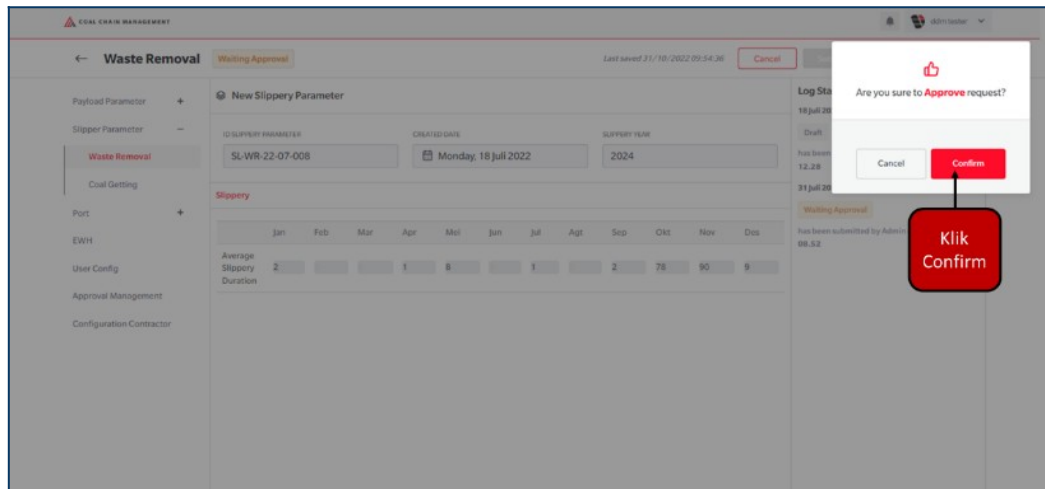 COAL CHAIN MANAGEMENT
ddm tester
← Waste Removal
Waiting Approval
Last saved 31/10/2022 09:54:36
Cancel
Payload Parameter +
Slipper Parameter −
Waste Removal
Coal Getting
Port +
EWH
User Config
Approval Management
Configuration Contractor
New Slippery Parameter
ID SLIPPERY PARAMETER
CREATED DATE
SLIPPERY YEAR
SL-WR-22-07-008
Monday, 18 Juli 2022
2024
Slippery
Jan Feb Mar Apr Mei Jun Jul Agt Sep Okt Nov Des
Average Slippery Duration
2 1 8 1 2 78 90 9
Log Sta
18 Juli 20
Draft
has been
12.28
31 Juli 20
Waiting Approval
has been submitted by Admin
08.52
Are you sure to Approve request?
Cancel
Confirm
Klik
Confirm